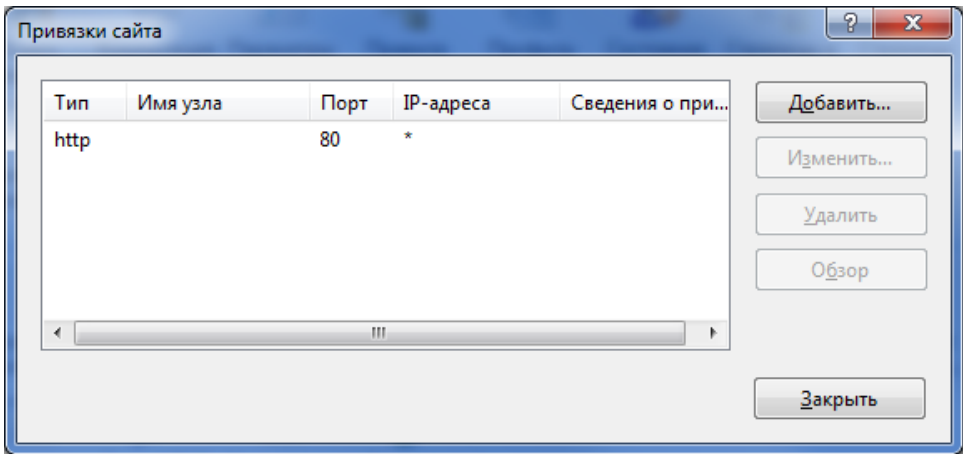 Привязки сайта
Тип Имя узла Порт IP-адреса Сведения о при...
http 80 *
Добавить...
Изменить...
Удалить
Обзор
Закрыть